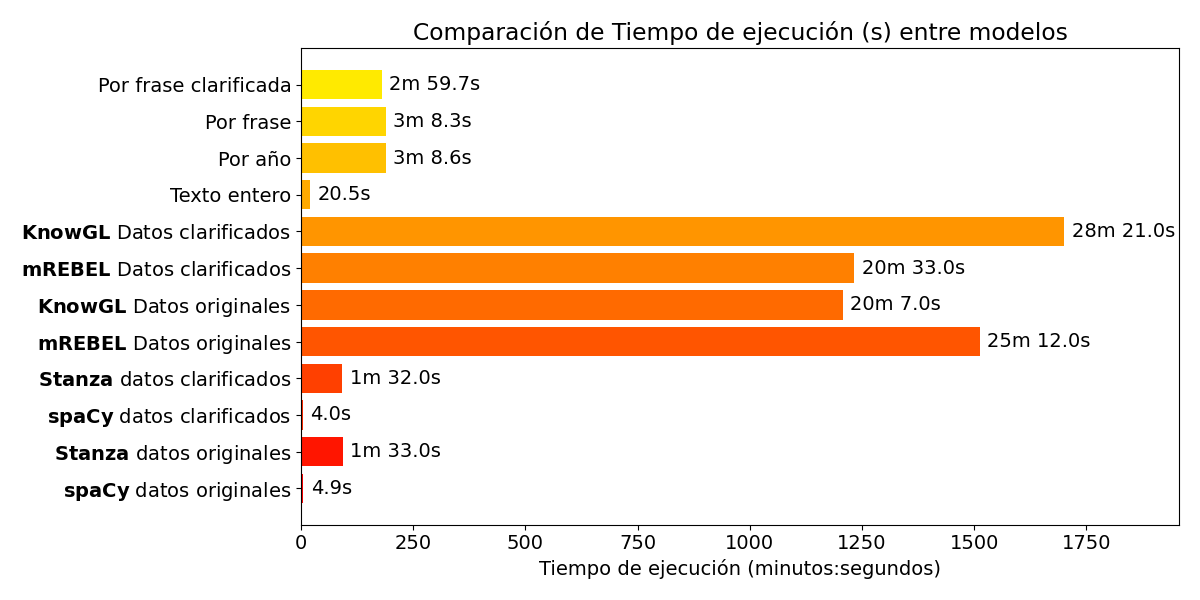 Comparación de Tiempo de ejecución (s) entre modelos
Por frase clarificada 2m 59.7s
Por frase 3m 8.3s
Por año 3m 8.6s
Texto entero 20.5s
KnowGL Datos clarificados 28m 21.0s
mREBEL Datos clarificados 20m 33.0s
KnowGL Datos originales 20m 7.0s
mREBEL Datos originales 25m 12.0s
Stanza datos clarificados 1m 32.0s
spaCy datos clarificados 4.0s
Stanza datos originales 1m 33.0s
spaCy datos originales 4.9s
0 250 500 750 1000 1250 1500 1750
Tiempo de ejecución (minutos:segundos)